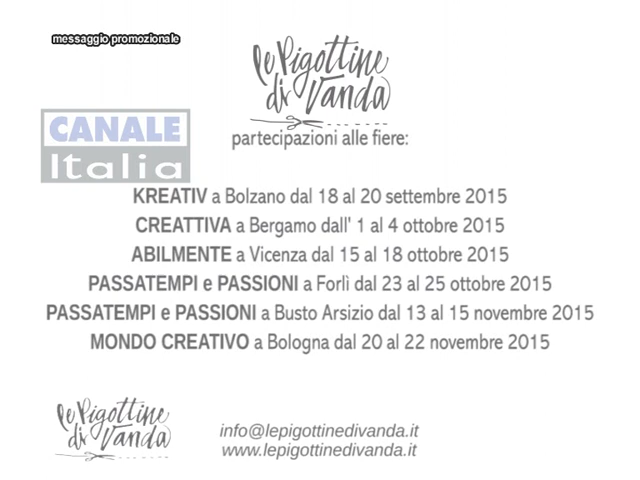 messaggio promozionale
le Pigottine
di Vanda
partecipazioni alle fiere:
CANALE
Italia
KREATIV a Bolzano dal 18 al 20 settembre 2015
CREATTIVA a Bergamo dall' 1 al 4 ottobre 2015
ABILMENTE a Vicenza dal 15 al 18 ottobre 2015
PASSATEMPI e PASSIONI a Forlì dal 23 al 25 ottobre 2015
PASSATEMPI e PASSIONI a Busto Arsizio dal 13 al 15 novembre 2015
MONDO CREATIVO a Bologna dal 20 al 22 novembre 2015
le Pigottine
di Vanda
info@lepigottinedivanda.it
www.lepigottinedivanda.it